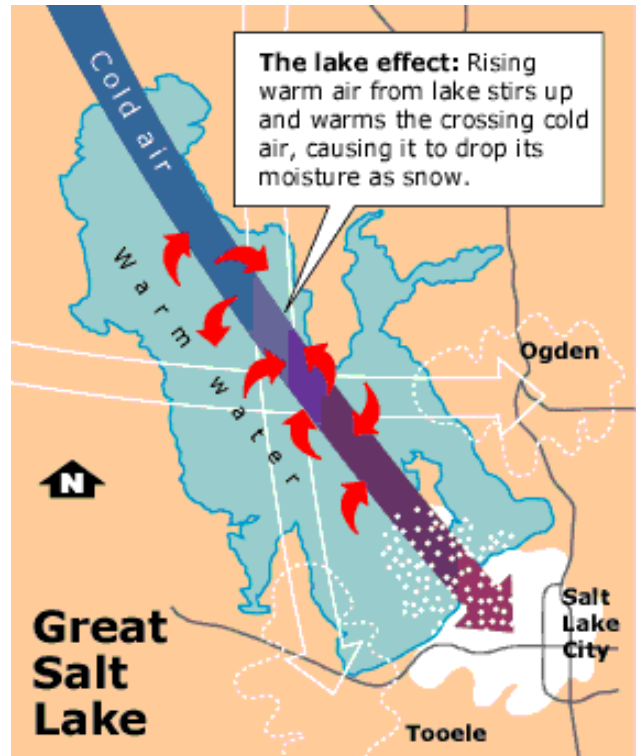 Cold air
The lake effect: Rising
warm air from lake stirs up
and warms the crossing cold
air, causing it to drop its
moisture as snow.
Warm water
Ogden
N
Great
Salt
Lake
Salt
Lake
City
Tooele